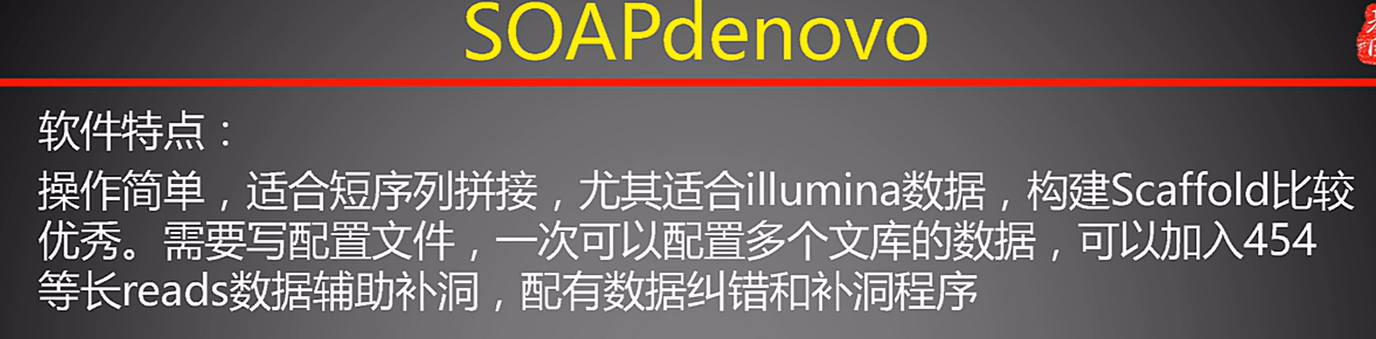 SOAPdenovo
软件特点：
操作简单，适合短序列拼接，尤其适合illumina数据，构建Scaffold比较
优秀。需要写配置文件，一次可以配置多个文库的数据，可以加入454
等长reads数据辅助补洞，配有数据纠错和补洞程序